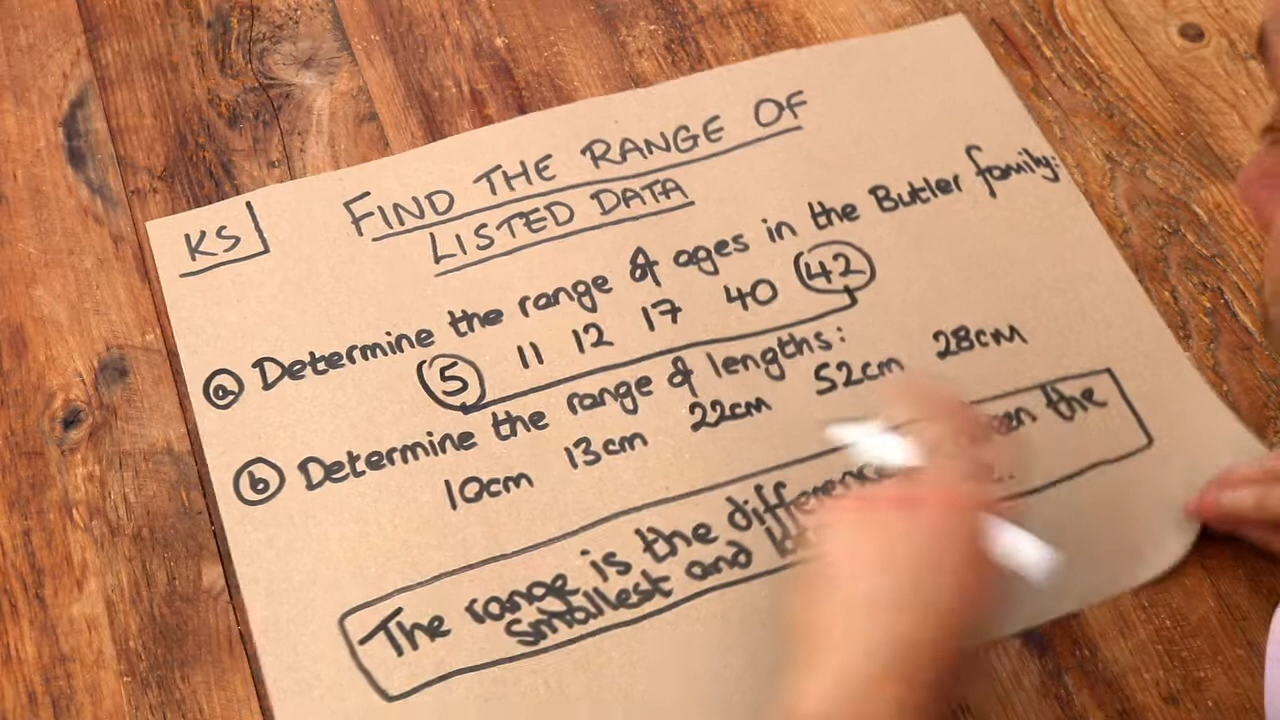 KS
FIND THE RANGE OF
LISTED DATA
(a) Determine the range of ages in the Butler family:
5 11 12 17 40 42
(b) Determine the range of lengths:
10cm 13cm 22cm 52cm 28cm
The range is the difference the
smallest and